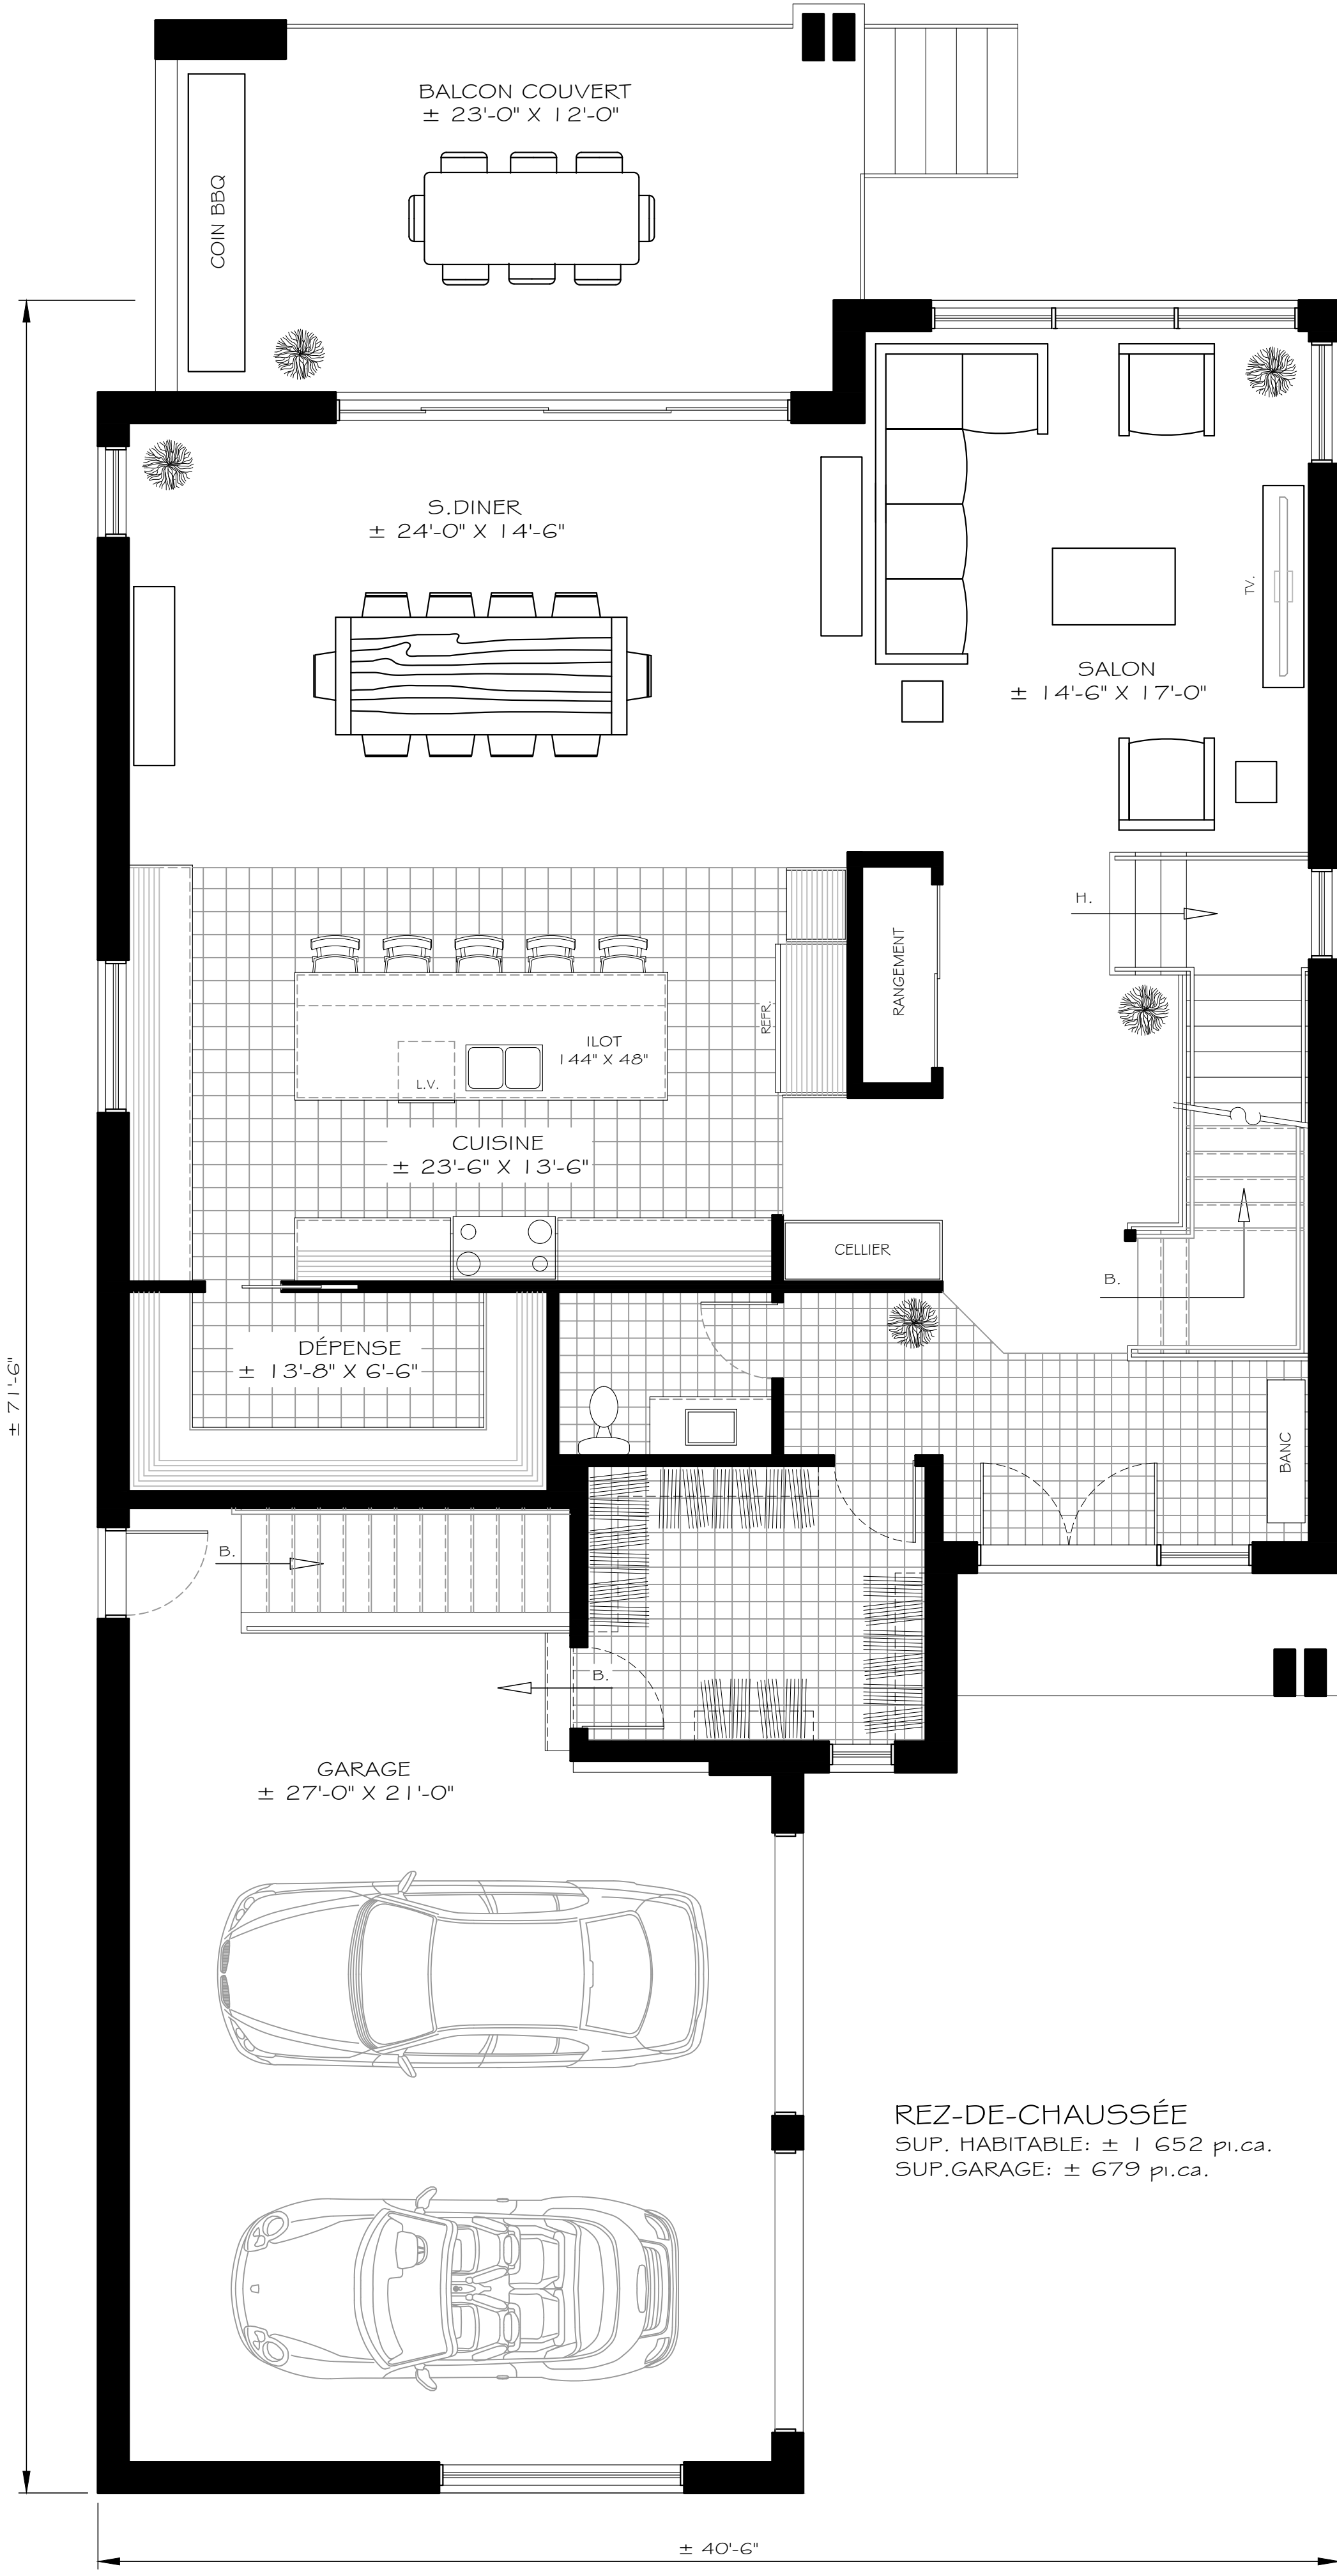 BALCON COUVERT
± 23'-0" X 12'-0"
COIN BBQ
S.DINER
± 24'-0" X 14'-6"
TV.
SALON
± 14'-6" X 17'-0"
H.
RANGEMENT
REFR.
ILOT
144" X 48"
L.V.
CUISINE
± 23'-6" X 13'-6"
CELLIER
B.
DÉPENSE
± 13'-8" X 6'-6"
± 71'-6"
BANC
B.
B.
GARAGE
± 27'-0" X 21'-0"
REZ-DE-CHAUSSÉE
SUP. HABITABLE: ± 1 652 pi.ca.
SUP.GARAGE: ± 679 pi.ca.
± 40'-6"